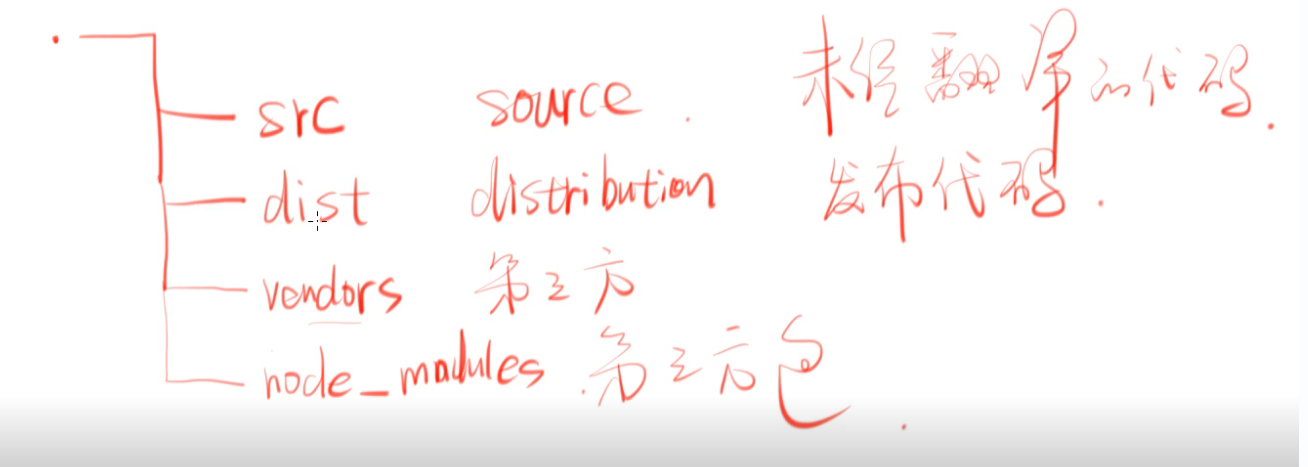 src source. 未经翻译的代码.
dist distribution 发布代码.
vendors 第三方
node_modules. 第三方包.